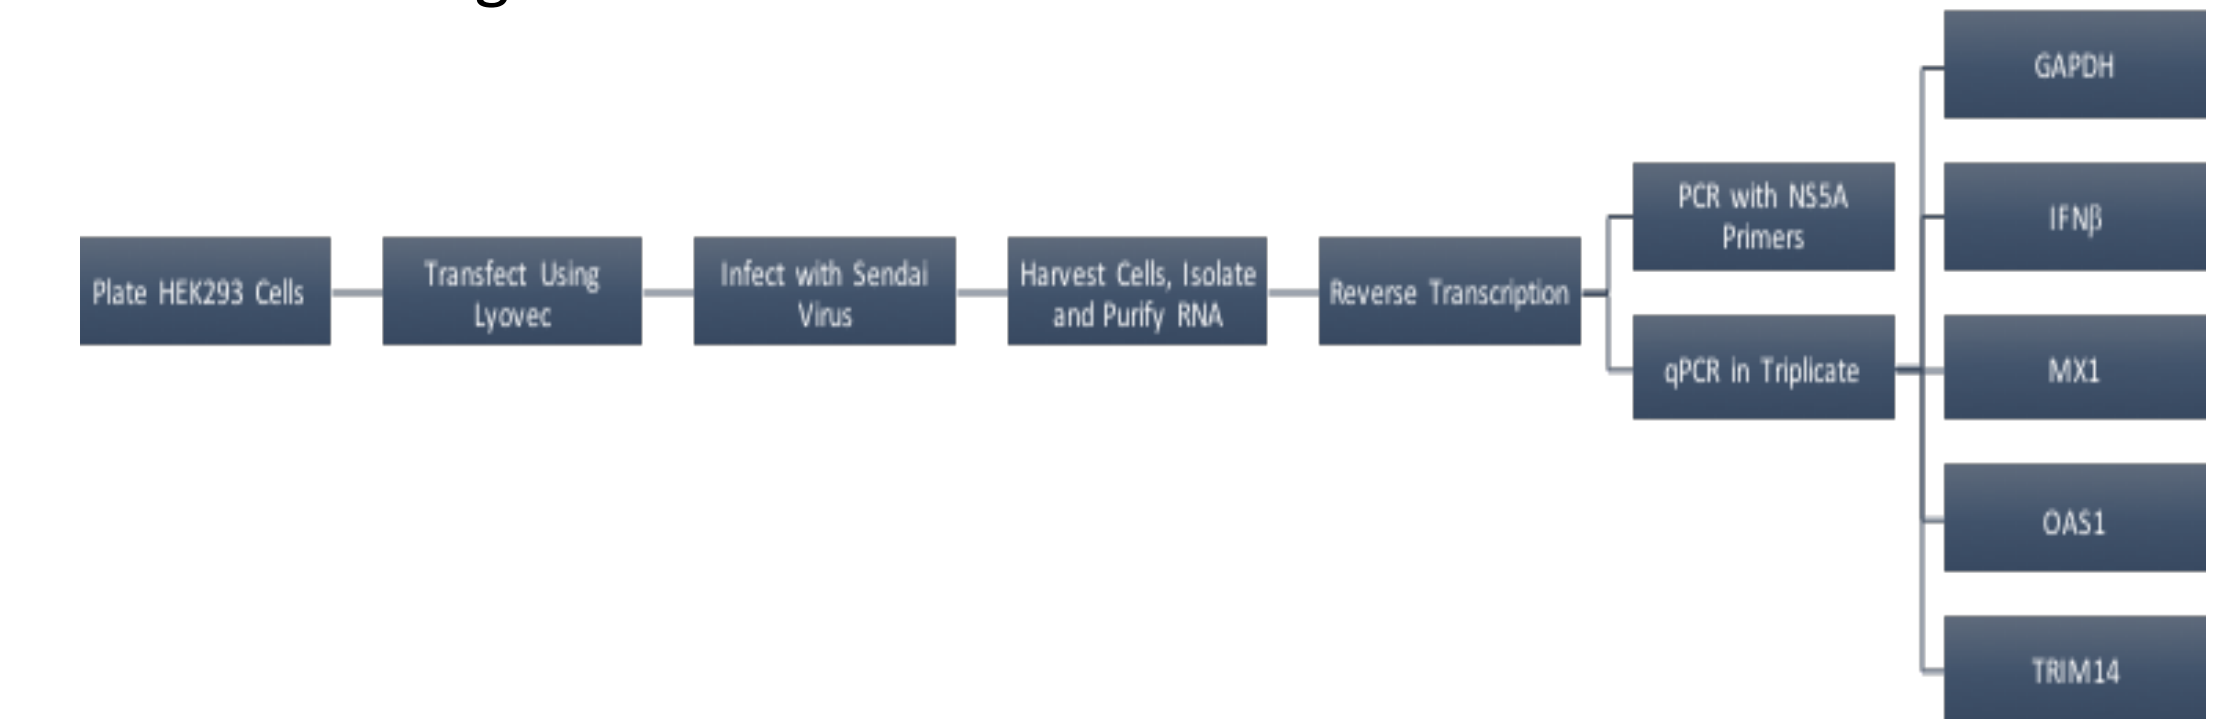 Plate HEK293 Cells
Transfect Using
Lyovec
Infect with Sendai
Virus
Harvest Cells, Isolate
and Purify RNA
Reverse Transcription
PCR with NS5A
Primers
qPCR in Triplicate
GAPDH
IFNβ
MX1
OAS1
TRIM14